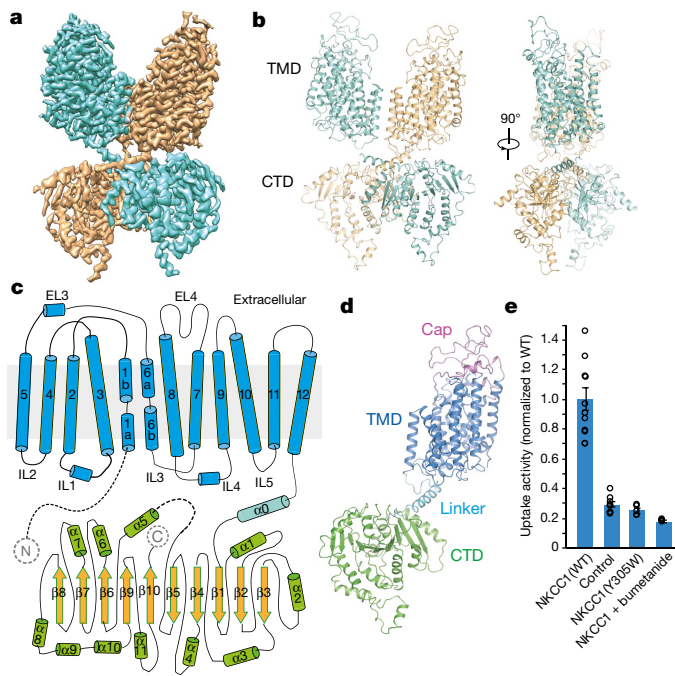 a
b
TMD
CTD
90°
c
EL3
EL4
Extracellular
5
4
2
3
1b
6a
8
7
9
10
11
12
1a
6b
IL2
IL1
IL3
IL4
IL5
N
C
α0
α7
α6
α5
α1
α2
β8
β7
β6
β9
β10
β5
β4
β1
β2
β3
α8
α9
α10
α11
α4
α3
d
Cap
TMD
Linker
CTD
e
Uptake activity (normalized to WT)
1.4
1.2
1.0
0.8
0.6
0.4
0.2
0
NKCC1(WT)
Control
NKCC1(Y305W)
NKCC1 + bumetanide